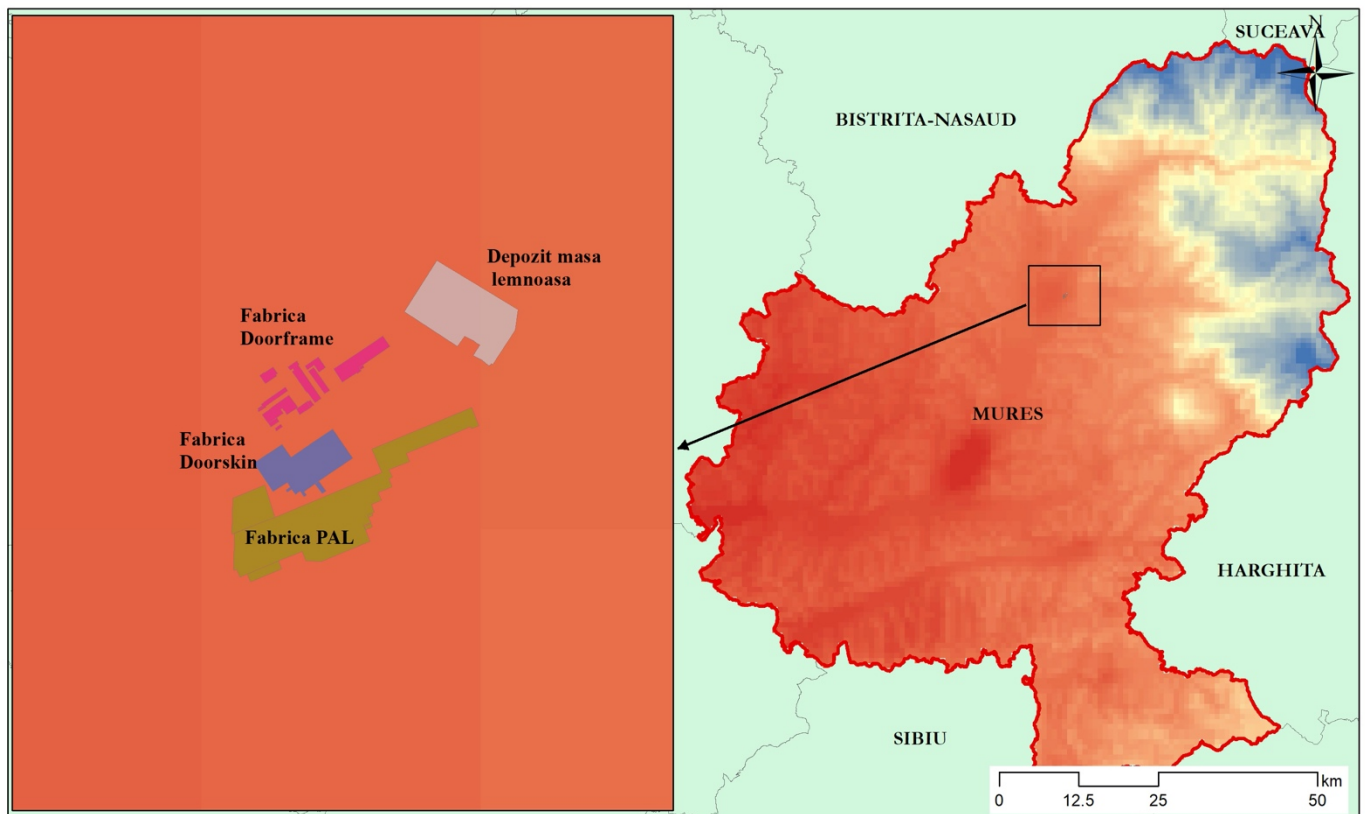 Depozit masa
lemnoasa
Fabrica
Doorframe
Fabrica
Doorskin
Fabrica PAL
SUCEAVA
N
BISTRITA-NASAUD
MURES
HARGHITA
SIBIU
km
0 12.5 25 50